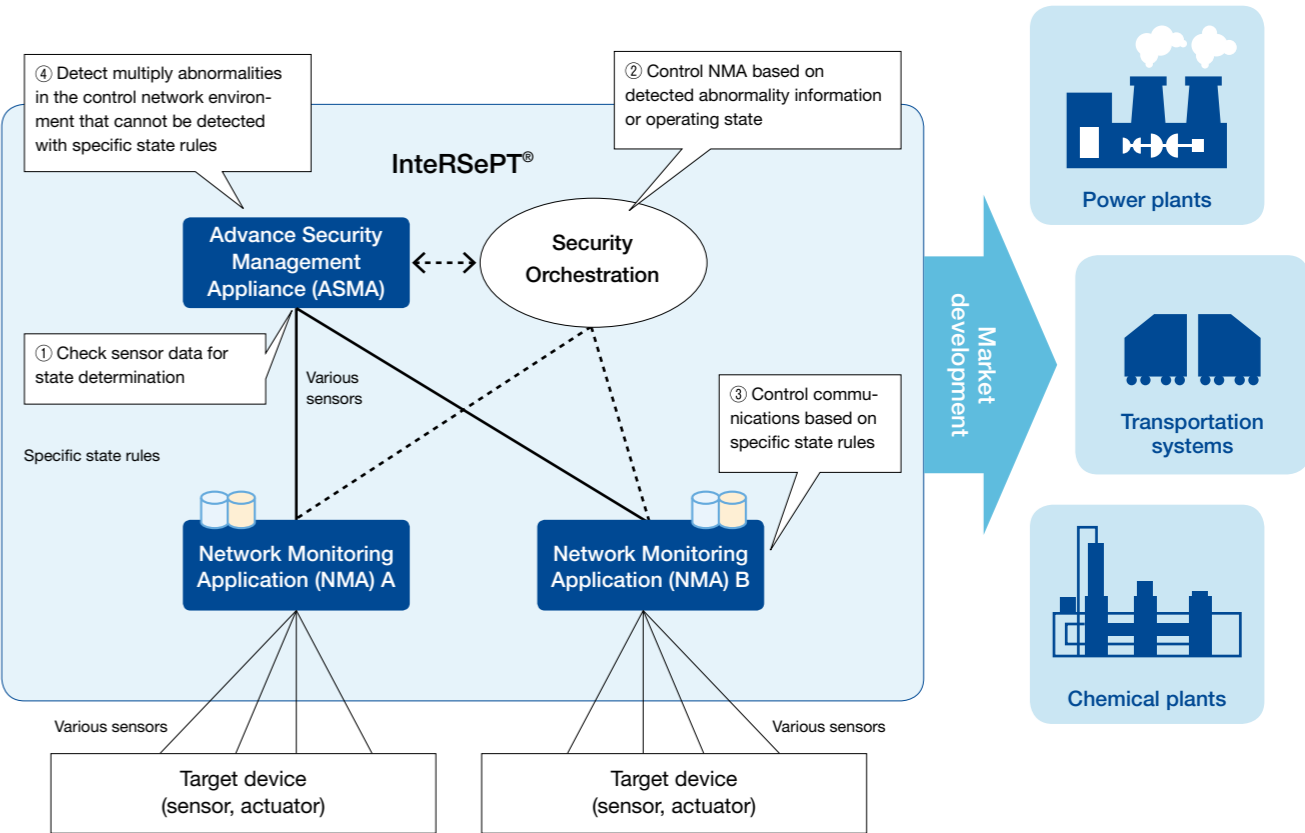 ④ Detect multiply abnormalities
in the control network environ-
ment that cannot be detected
with specific state rules
② Control NMA based on
detected abnormality information
or operating state
InteRSePT®
Advance Security
Management
Appliance (ASMA)
Security
Orchestration
① Check sensor data for
state determination
Various
sensors
③ Control commu-
nications based on
specific state rules
Specific state rules
Network Monitoring
Application (NMA) A
Network Monitoring
Application (NMA) B
Various sensors
Various sensors
Target device
(sensor, actuator)
Target device
(sensor, actuator)
Market
development
Power plants
Transportation
systems
Chemical plants